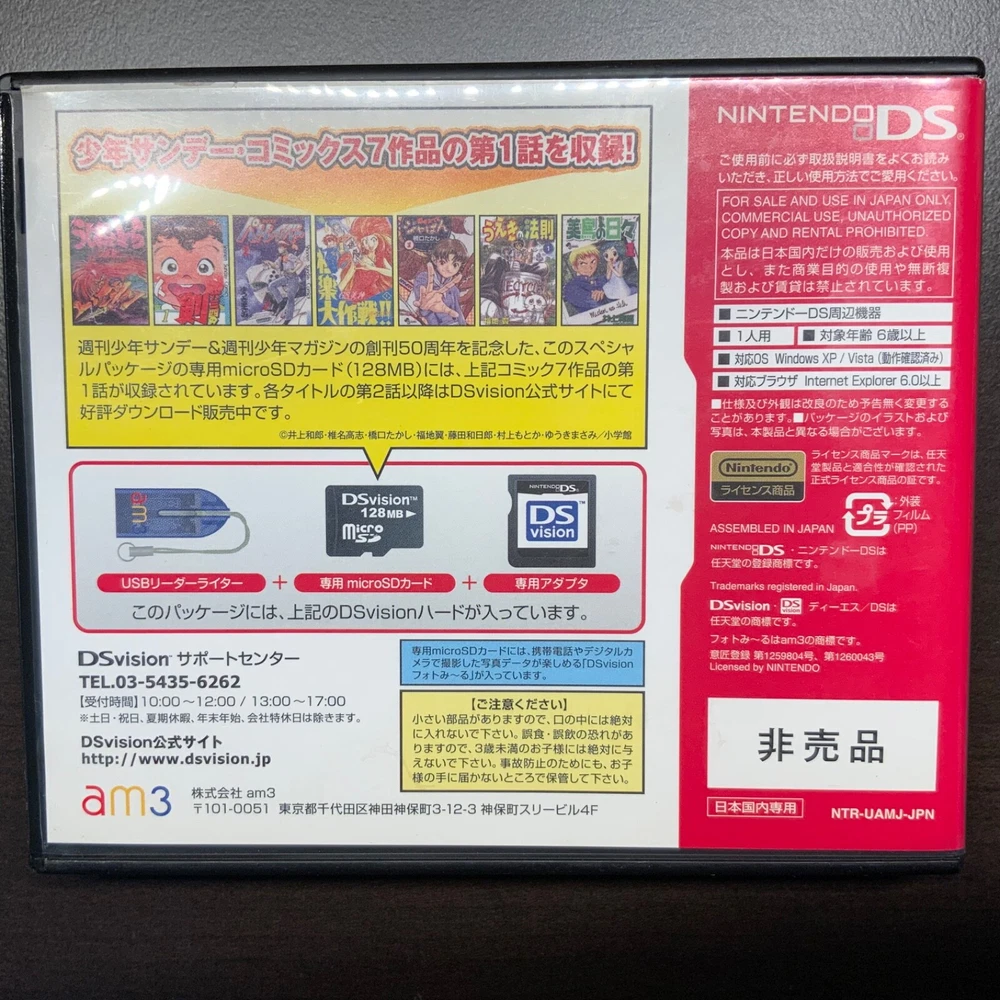 少年サンデー・コミックス7作品の第1話を収録!
うえきの法則
美鳥の日々
楽
大作戦!!
週刊少年サンデー&週刊少年マガジンの創刊50周年を記念した、このスペシャ
ルパッケージの専用microSDカード(128MB)には、上記コミック7作品の第
1話が収録されています。各タイトルの第2話以降はDSvision公式サイトにて
好評ダウンロード販売中です。
©井上和郎・椎名高志・橋口たかし・福地翼・藤田和日郎・村上もとか・ゆうきまさみ/小学館
am3
DSvision™
128MB▶
micro
SD
NINTENDO DS
DS
vision
USBリーダーライター + 専用 microSDカード + 専用アダプタ
このパッケージには、上記のDSvisionハードが入っています。
DSvision サポートセンター
TEL.03-5435-6262
【受付時間】10:00~12:00 / 13:00~17:00
※土日・祝日、夏期休暇、年末年始、会社特休日は除きます。
DSvision公式サイト
http://www.dsvision.jp
am3 株式会社 am3
〒101-0051 東京都千代田区神田神保町3-12-3 神保町スリービル4F
専用microSDカードには、携帯電話やデジタルカ
メラで撮影した写真データが楽しめる「DSvision
フォトみ~る」が入っています。
【ご注意ください】
小さい部品がありますので、口の中には絶対
に入れないで下さい。誤食・誤飲の恐れがあ
りますので、3歳未満のお子様には絶対に与
えないで下さい。事故防止のためにも、お子
様の手に届かないところで保管して下さい。
NINTENDO DS®
ご使用前に必ず取扱説明書をよくお読み
いただき、正しい使用方法でご愛用ください。
FOR SALE AND USE IN JAPAN ONLY,
COMMERCIAL USE, UNAUTHORIZED
COPY AND RENTAL PROHIBITED.
本品は日本国内だけの販売および使用
とし、また商業目的の使用や無断複
製および賃貸は禁止されています。
■ニンテンドーDS周辺機器
■1人用 ■対象年齢 6歳以上
■対応OS Windows XP / Vista (動作確認済み)
■対応ブラウザ Internet Explorer 6.0以上
■仕様及び外観は改良のため予告無く変更する
ことがあります。■パッケージのイラストおよび
写真は、本製品と異なる場合がございます。
Nintendo
ライセンス商品
ライセンス商品マークは、任天
堂製品と適合性が確認された
正式ライセンス商品の証です。
ASSEMBLED IN JAPAN
プラ
:外装
フィルム
(PP)
NINTENDO DS・ニンテンドーDSは
任天堂の登録商標です。
Trademarks registered in Japan.
DSvision・DS vision ディーエス/DSは
任天堂の商標です。
フォトみ~るはam3の商標です。
意匠登録 第1259804号、第1260043号
Licensed by NINTENDO
非売品
日本国内専用
NTR-UAMJ-JPN